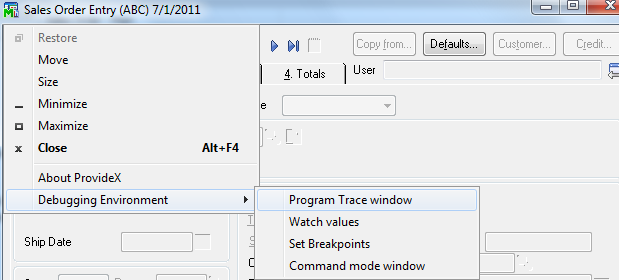 Sales Order Entry (ABC) 7/1/2011
Restore
Move
Size
Minimize
Maximize
Close Alt+F4
About ProvideX
Debugging Environment
Program Trace window
Watch values
Set Breakpoints
Command mode window
Copy from... Defaults... Customer... Credit...
4. Totals User
Ship Date